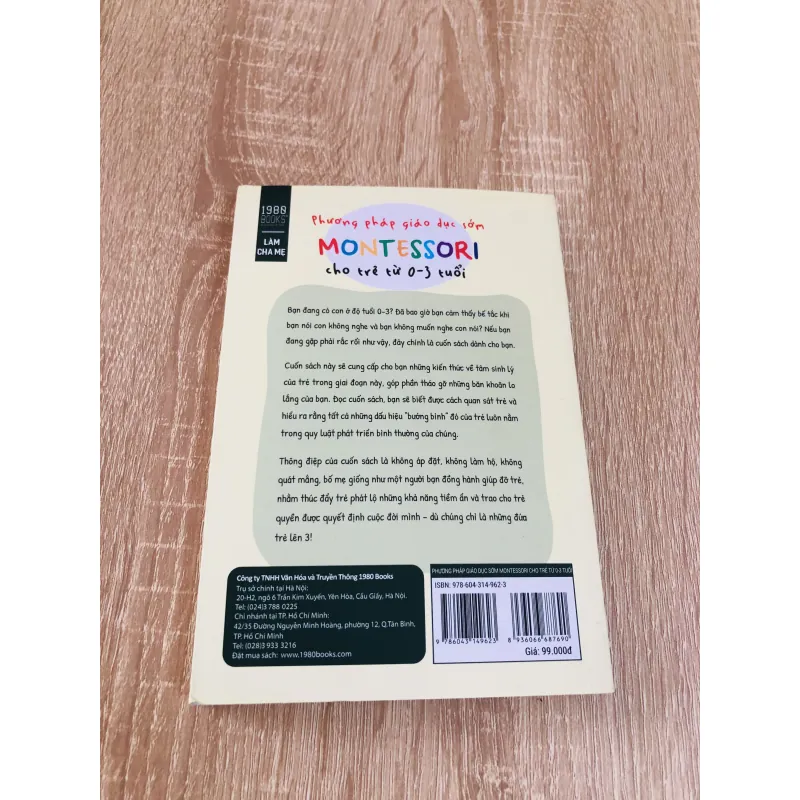 1980
BOOKS
LÀM
CHA MẸ
Phương pháp giáo dục sớm
MONTESSORI
cho trẻ từ 0-3 tuổi
Bạn đang có con ở độ tuổi 0-3? Đã bao giờ bạn cảm thấy bế tắc khi
bạn nói con không nghe và bạn không muốn nghe con nói? Nếu bạn
đang gặp phải rắc rối như vậy, đây chính là cuốn sách dành cho bạn.
Cuốn sách này sẽ cung cấp cho bạn những kiến thức về tâm sinh lý
của trẻ trong giai đoạn này, góp phần tháo gỡ những băn khoăn lo
lắng của bạn. Đọc cuốn sách, bạn sẽ biết được cách quan sát trẻ và
hiểu ra rằng tất cả những dấu hiệu "bướng bỉnh" đó của trẻ luôn nằm
trong quy luật phát triển bình thường của chúng.
Thông điệp của cuốn sách là không áp đặt, không làm hộ, không
quát mắng, bố mẹ giống như một người bạn đồng hành giúp đỡ trẻ,
nhằm thúc đẩy trẻ phát lộ những khả năng tiềm ẩn và trao cho trẻ
quyền được quyết định cuộc đời mình – dù chúng chỉ là những đứa
trẻ lên 3!
Công ty TNHH Văn Hóa và Truyền Thông 1980 Books
Trụ sở chính tại Hà Nội:
20-H2, ngõ 6 Trần Kim Xuyến, Yên Hòa, Cầu Giấy, Hà Nội.
Tel: (024)3 788 0225
Chi nhánh tại TP. Hồ Chí Minh:
42/35 Đường Nguyễn Minh Hoàng, phường 12, Q.Tân Bình,
TP. Hồ Chí Minh
Tel: (028)3 933 3216
Đặt mua sách: www.1980books.com
PHƯƠNG PHÁP GIÁO DỤC SỚM MONTESSORI CHO TRẺ TỪ 0-3 TUỔI
ISBN: 978-604-314-962-3
9 786043 149623
8 936066 687690
Giá: 99.000đ